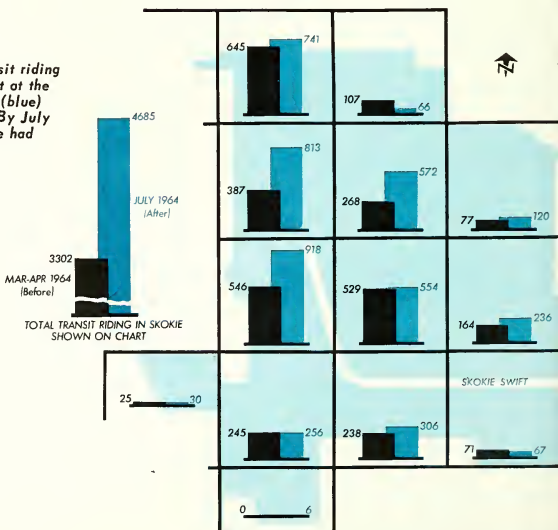 sit riding
t at the
(blue)
By July
e had
4685
JULY 1964
(After)
3302
MAR-APR 1964
(Before)
TOTAL TRANSIT RIDING IN SKOKIE
SHOWN ON CHART
N
645 741
107 66
387 813
268 572
77 120
546 918
529 554
164 236
SKOKIE SWIFT
25 30
245 256
238 306
71 67
0 6